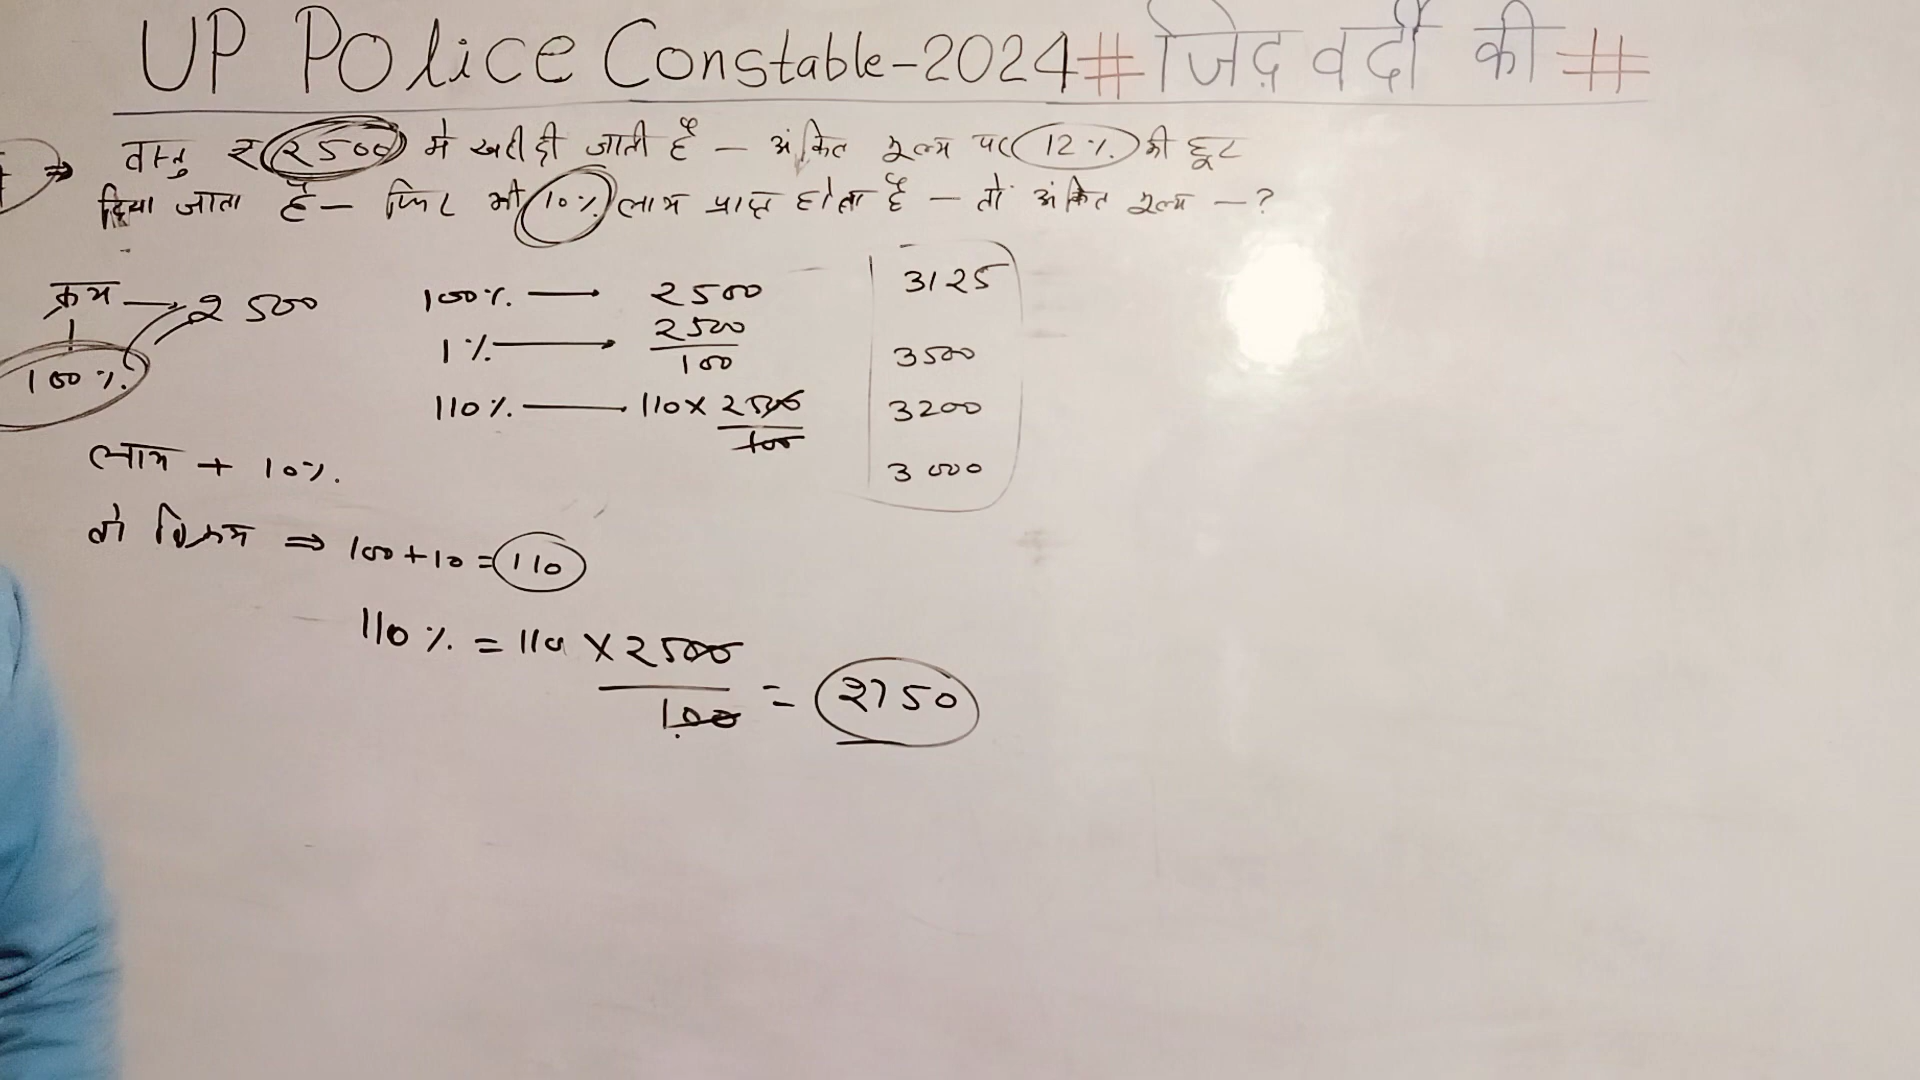 UP Police Constable-2024 # जिद़ वर्दी की #
वस्तु ₹ 2500 में खरीदी जाती है – अंकित मूल्य पर 12% की छूट
दिया जाता है – फिर भी 10% लाभ प्राप्त होता है – तो अंकित मूल्य – ?
क्रय → 2500
100%
100% → 2500
1% → 2500/100
110% — 110 × 2500/100
3125
3500
3200
3000
लाभ + 10%.
तो विक्रय ⇒ 100+10 = 110
110% = 110 × 2500/100 = 2750